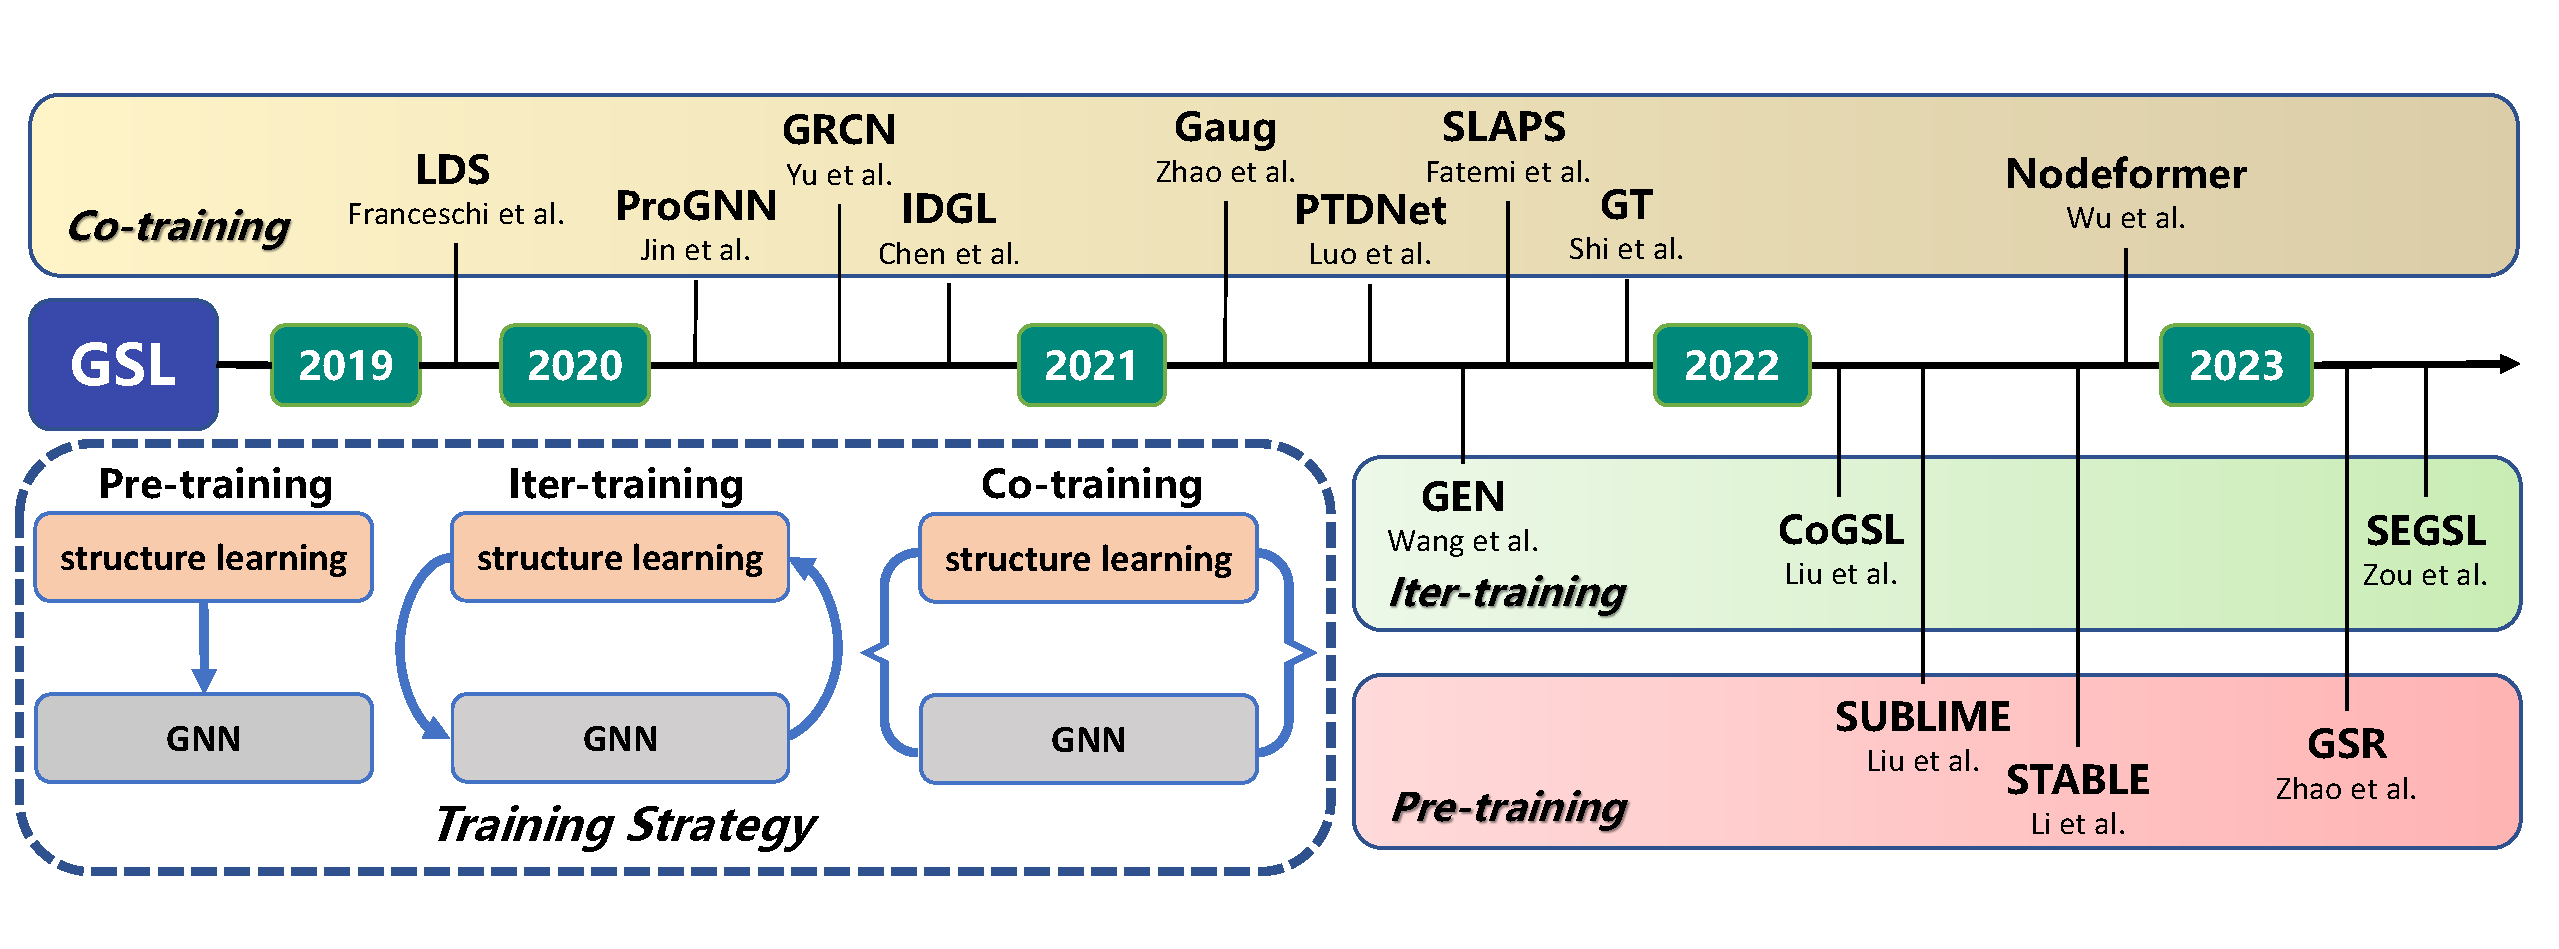 GRCN
Yu et al.
Gaug
Zhao et al.
SLAPS
Fatemi et al.
LDS
Franceschi et al.
ProGNN
Jin et al.
IDGL
Chen et al.
PTDNet
Luo et al.
GT
Shi et al.
Nodeformer
Wu et al.
Co-training
GSL
2019
2020
2021
2022
2023
Pre-training
structure learning
GNN
Iter-training
structure learning
GNN
Co-training
structure learning
GNN
Training Strategy
GEN
Wang et al.
CoGSL
Liu et al.
SEGSL
Zou et al.
Iter-training
SUBLIME
Liu et al.
STABLE
Li et al.
GSR
Zhao et al.
Pre-training